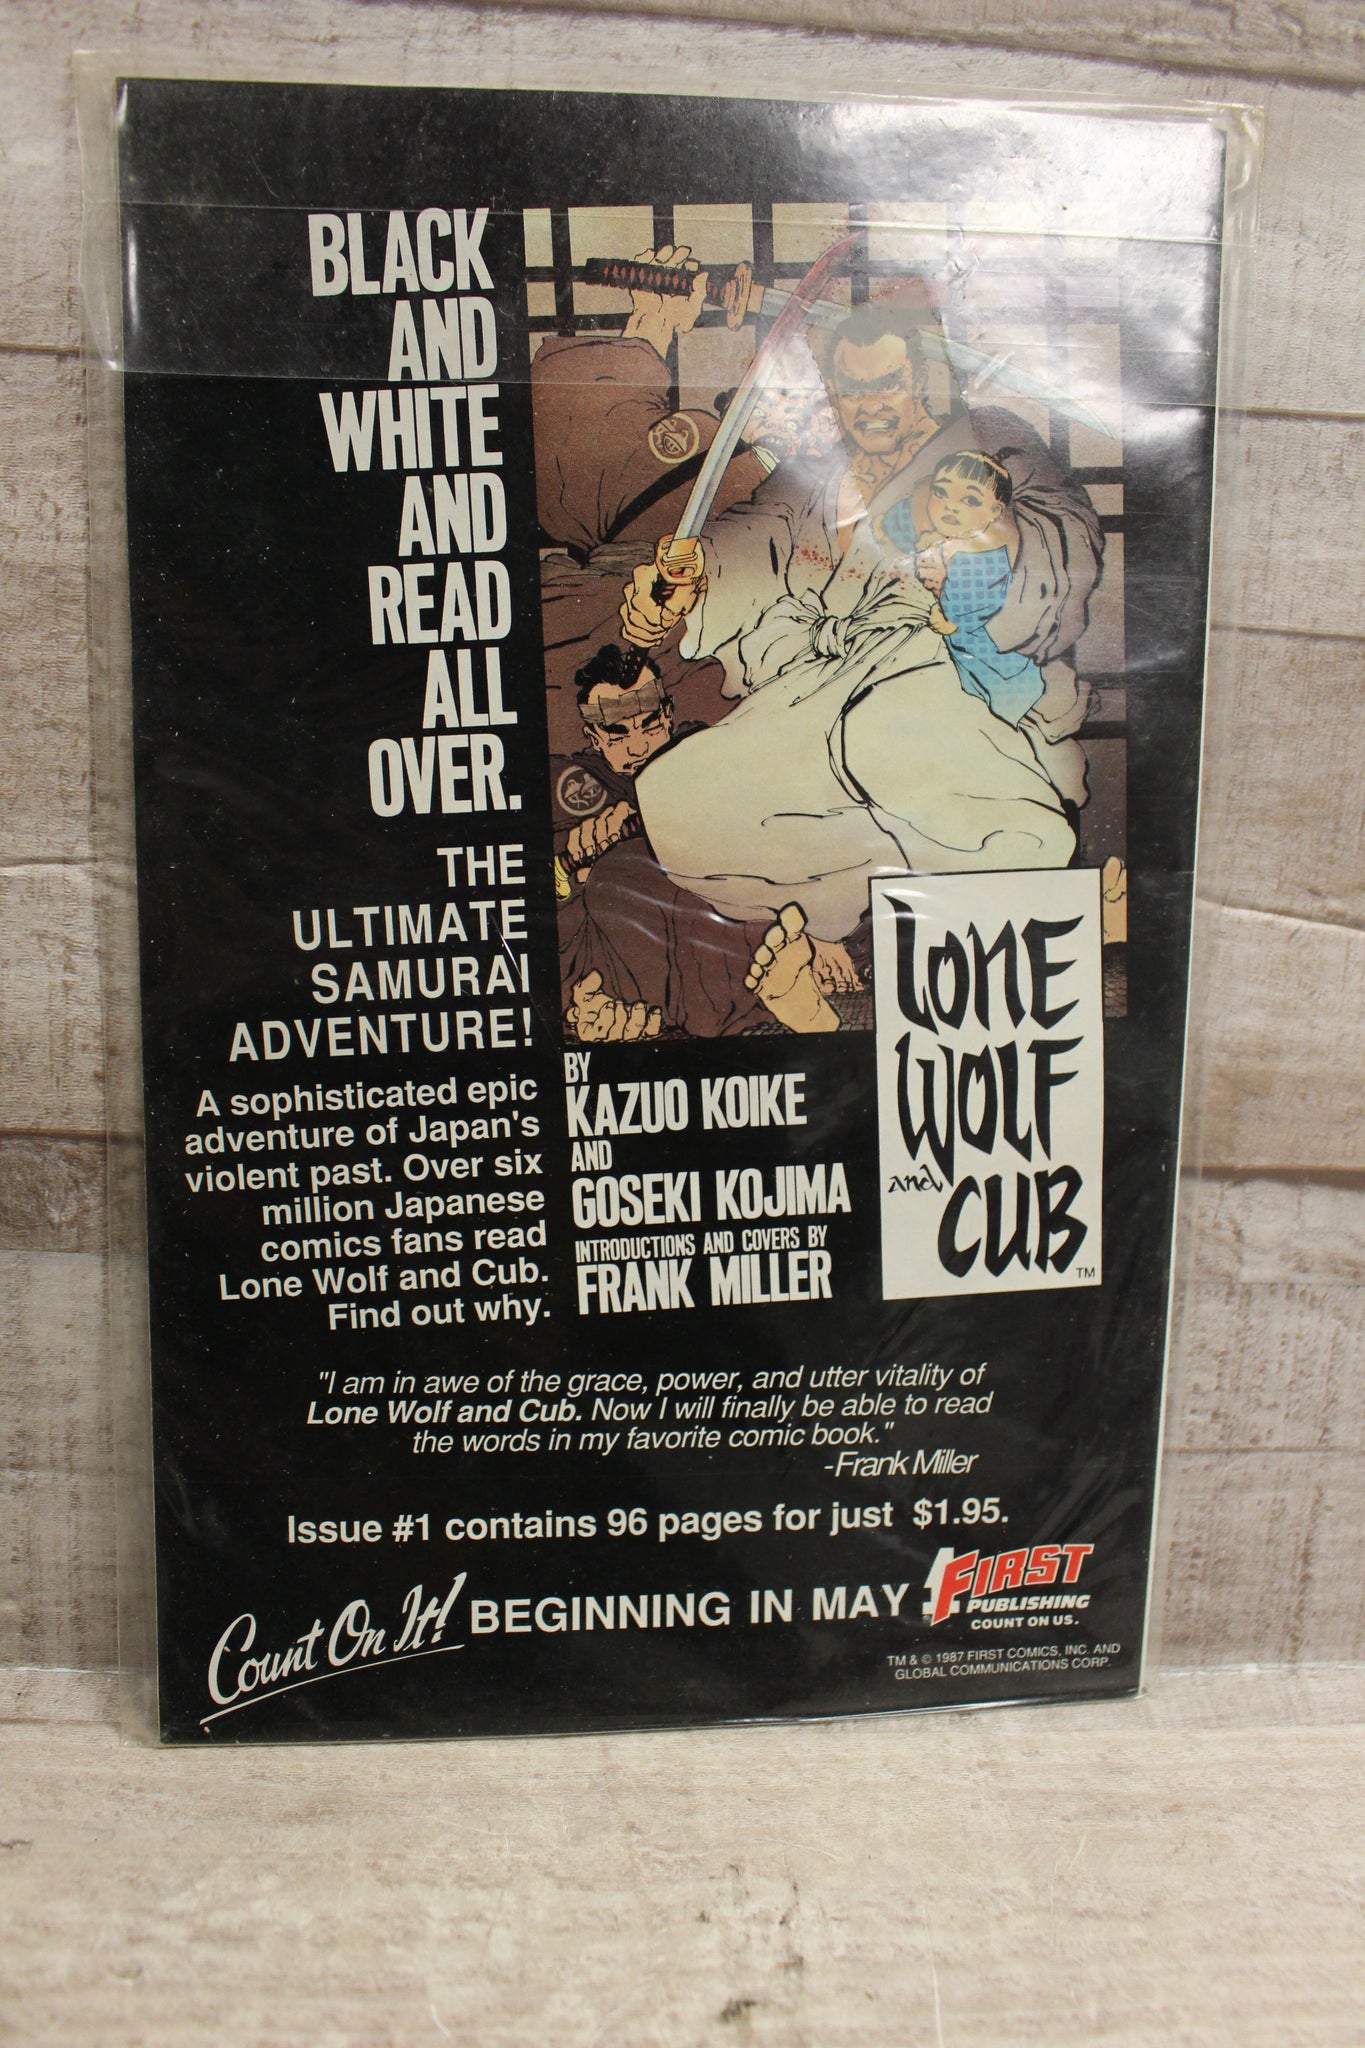 BLACK
AND
WHITE
AND
READ
ALL
OVER.
THE
ULTIMATE
SAMURAI
ADVENTURE!
A sophisticated epic
adventure of Japan's
violent past. Over six
million Japanese
comics fans read
Lone Wolf and Cub.
Find out why.
BY
KAZUO KOIKE
AND
GOSEKI KOJIMA
INTRODUCTIONS AND COVERS BY
FRANK MILLER
LONE
WOLF
and
CUB
TM
"I am in awe of the grace, power, and utter vitality of
Lone Wolf and Cub. Now I will finally be able to read
the words in my favorite comic book."
-Frank Miller
Issue #1 contains 96 pages for just $1.95.
Count On It! BEGINNING IN MAY
FIRST
PUBLISHING
COUNT ON US.
TM & © 1987 FIRST COMICS, INC. AND
GLOBAL COMMUNICATIONS CORP.